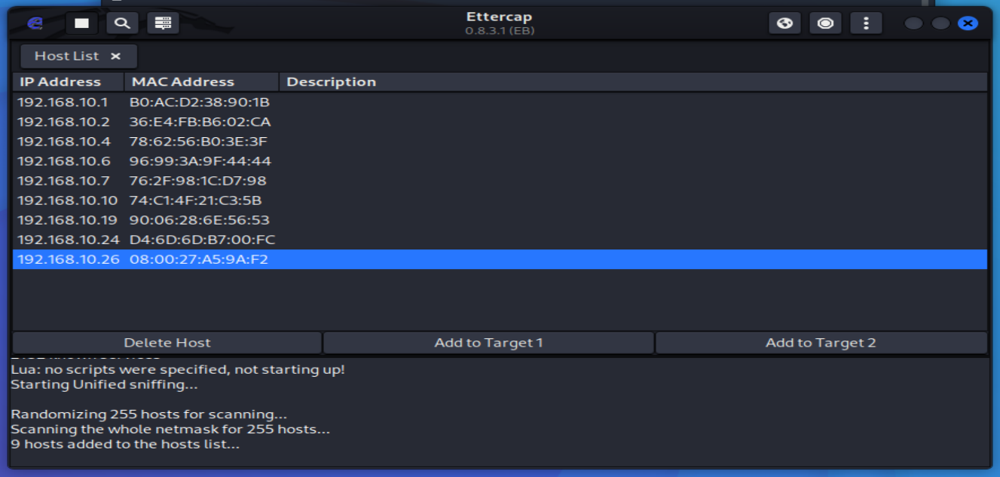 Ettercap
0.8.3.1 (EB)
Host List
IP Address MAC Address Description
192.168.10.1 B0:AC:D2:38:90:1B
192.168.10.2 36:E4:FB:B6:02:CA
192.168.10.4 78:62:56:B0:3E:3F
192.168.10.6 96:99:3A:9F:44:44
192.168.10.7 76:2F:98:1C:D7:98
192.168.10.10 74:C1:4F:21:C3:5B
192.168.10.19 90:06:28:6E:56:53
192.168.10.24 D4:6D:6D:B7:00:FC
192.168.10.26 08:00:27:A5:9A:F2
Delete Host Add to Target 1 Add to Target 2
Lua: no scripts were specified, not starting up!
Starting Unified sniffing...
Randomizing 255 hosts for scanning...
Scanning the whole netmask for 255 hosts...
9 hosts added to the hosts list...